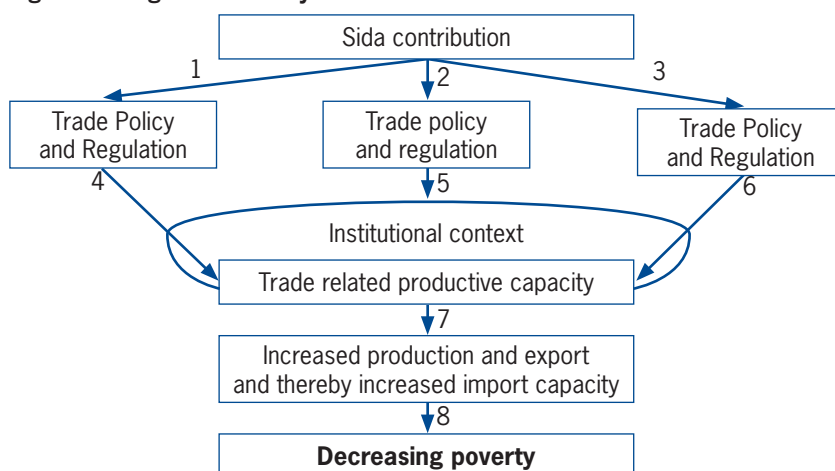 Sida contribution
1
2
3
Trade Policy
and Regulation
Trade policy
and regulation
Trade Policy
and Regulation
4
5
6
Institutional context
Trade related productive capacity
7
Increased production and export
and thereby increased import capacity
8
Decreasing poverty